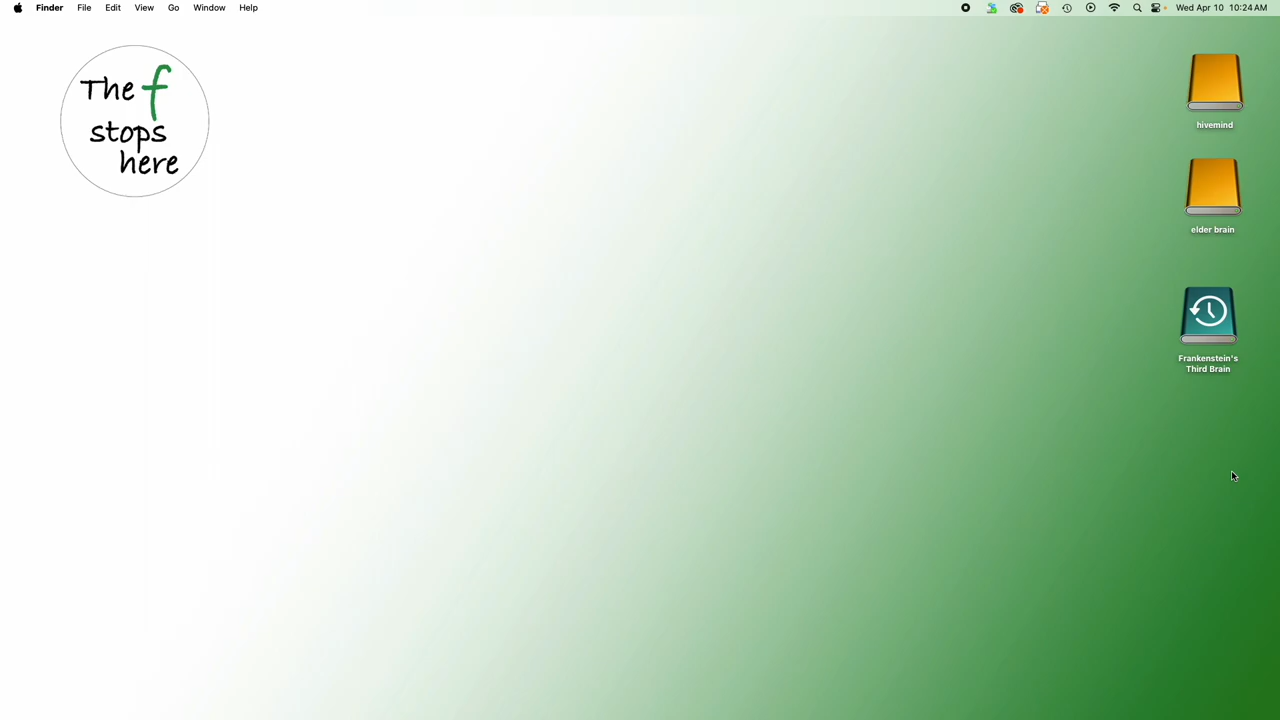 Finder File Edit View Go Window Help
Wed Apr 10 10:24 AM
The f
stops
here
hivemind
elder brain
Frankenstein's
Third Brain